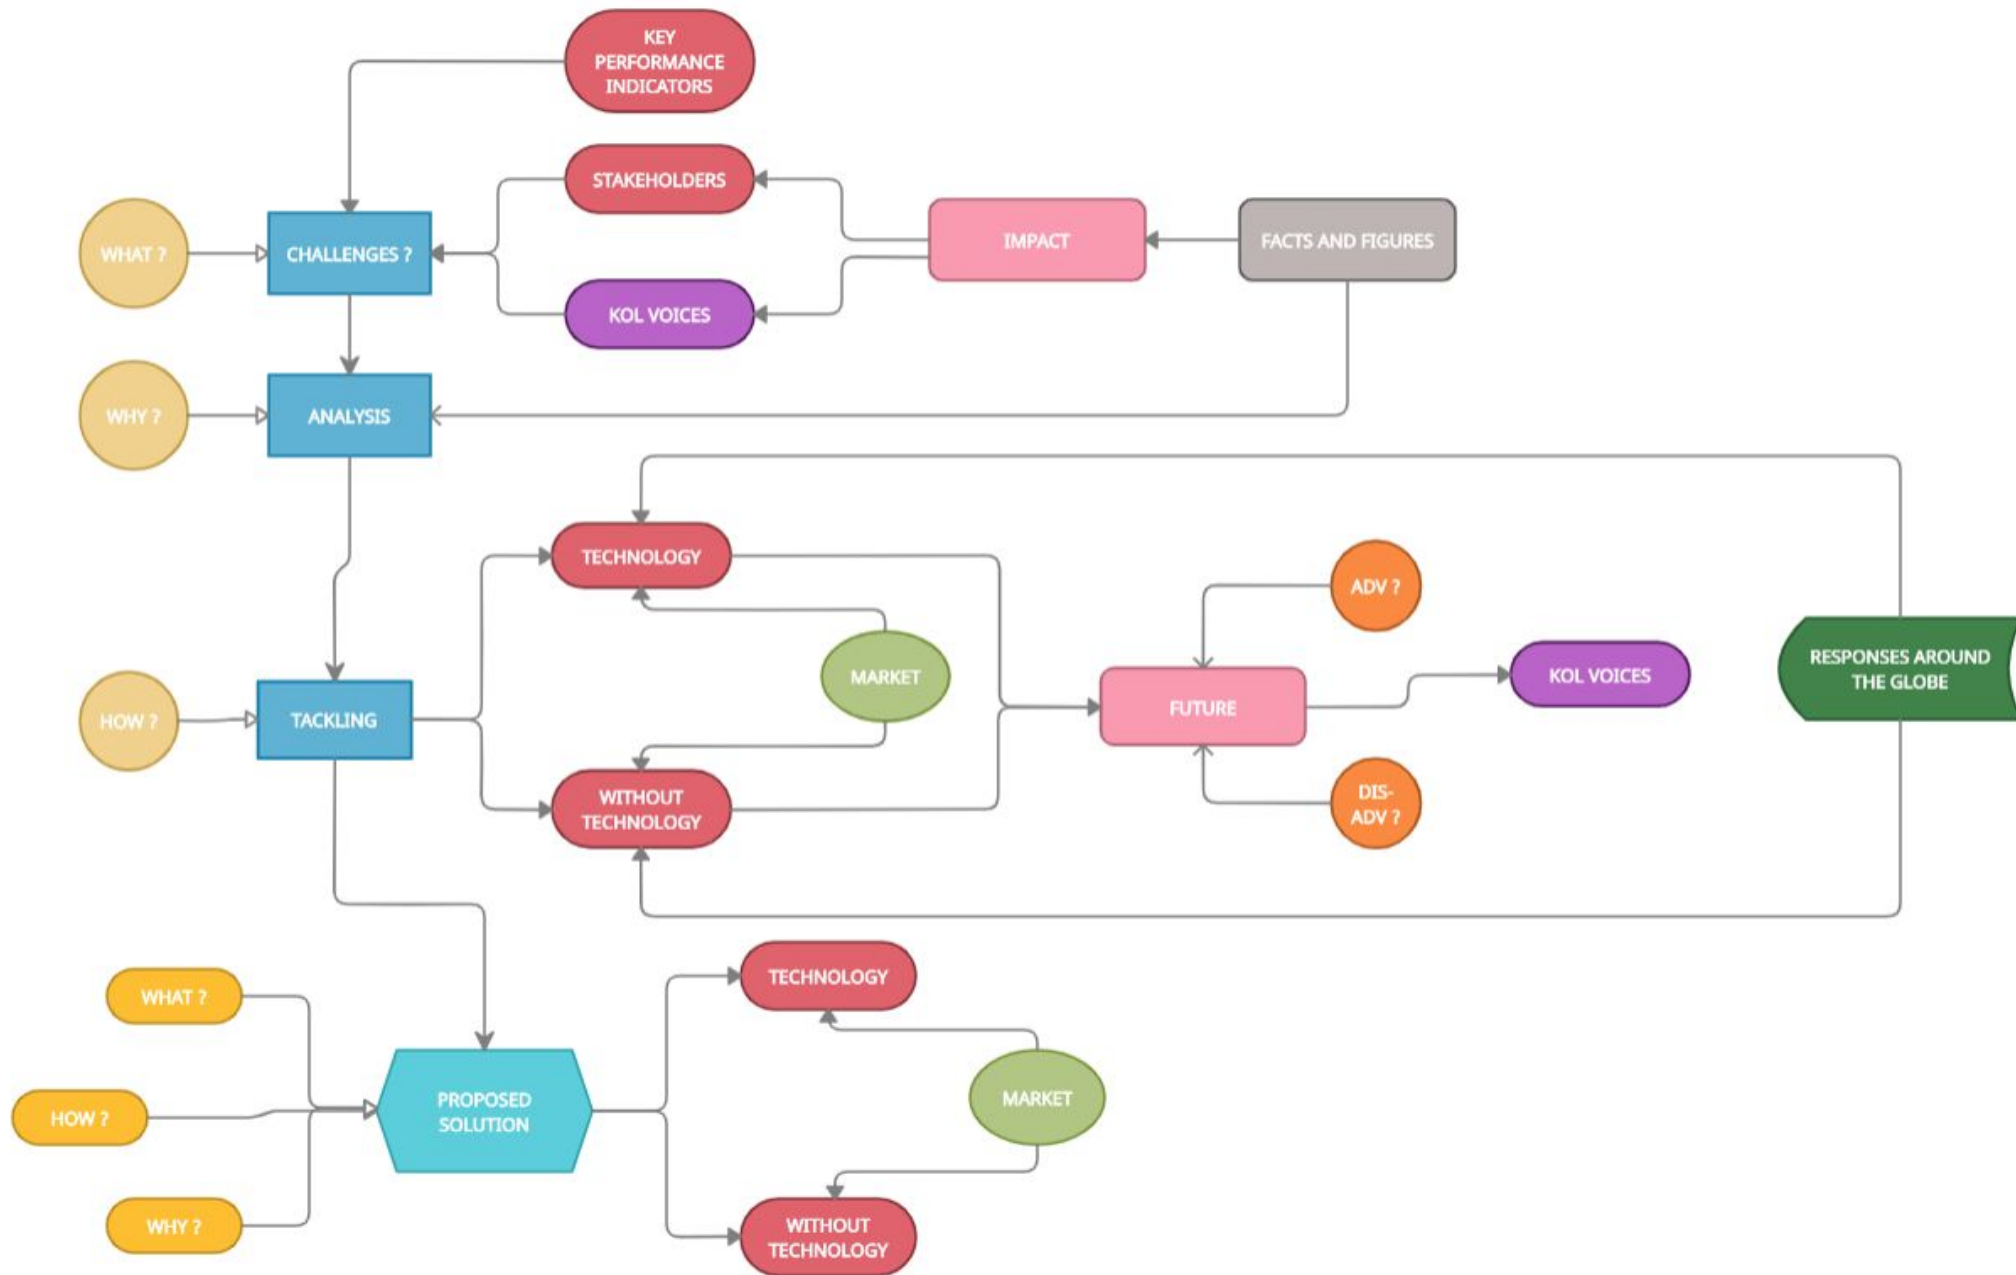 KEY
PERFORMANCE
INDICATORS
STAKEHOLDERS
WHAT ?
CHALLENGES ?
IMPACT
FACTS AND FIGURES
KOL VOICES
WHY ?
ANALYSIS
TECHNOLOGY
ADV ?
MARKET
KOL VOICES
RESPONSES AROUND
THE GLOBE
HOW ?
TACKLING
FUTURE
WITHOUT
TECHNOLOGY
DIS-
ADV ?
TECHNOLOGY
WHAT ?
PROPOSED
SOLUTION
MARKET
HOW ?
WHY ?
WITHOUT
TECHNOLOGY